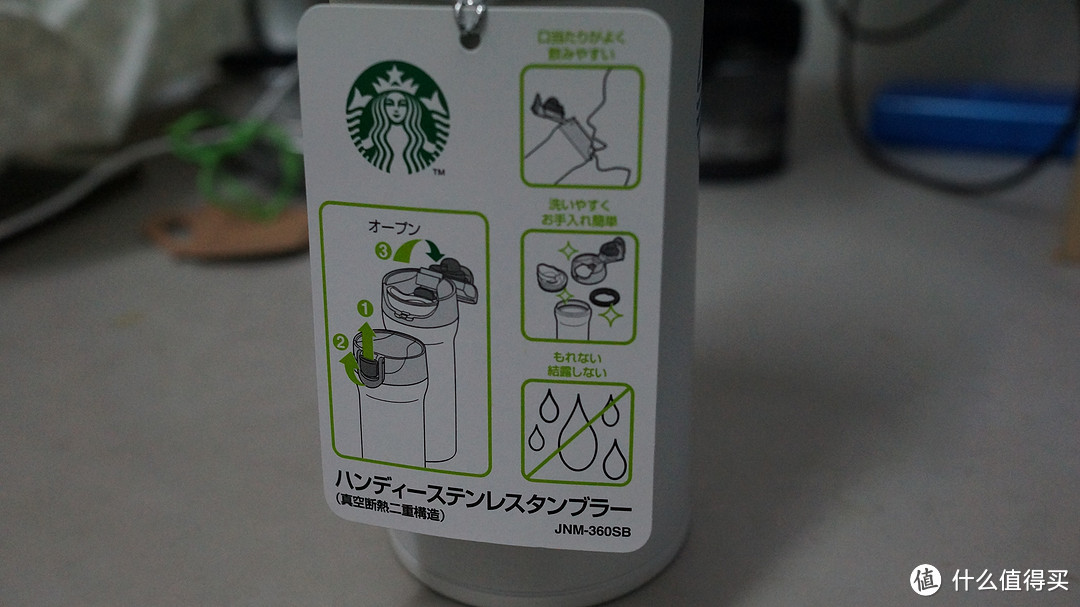 口当たりがよく
飲みやすい
TM
オープン
3
1
2
洗いやすく
お手入れ簡単
もれない
結露しない
ハンディーステンレスタンブラー
(真空断熱二重構造)
JNM-360SB
值 什么值得买